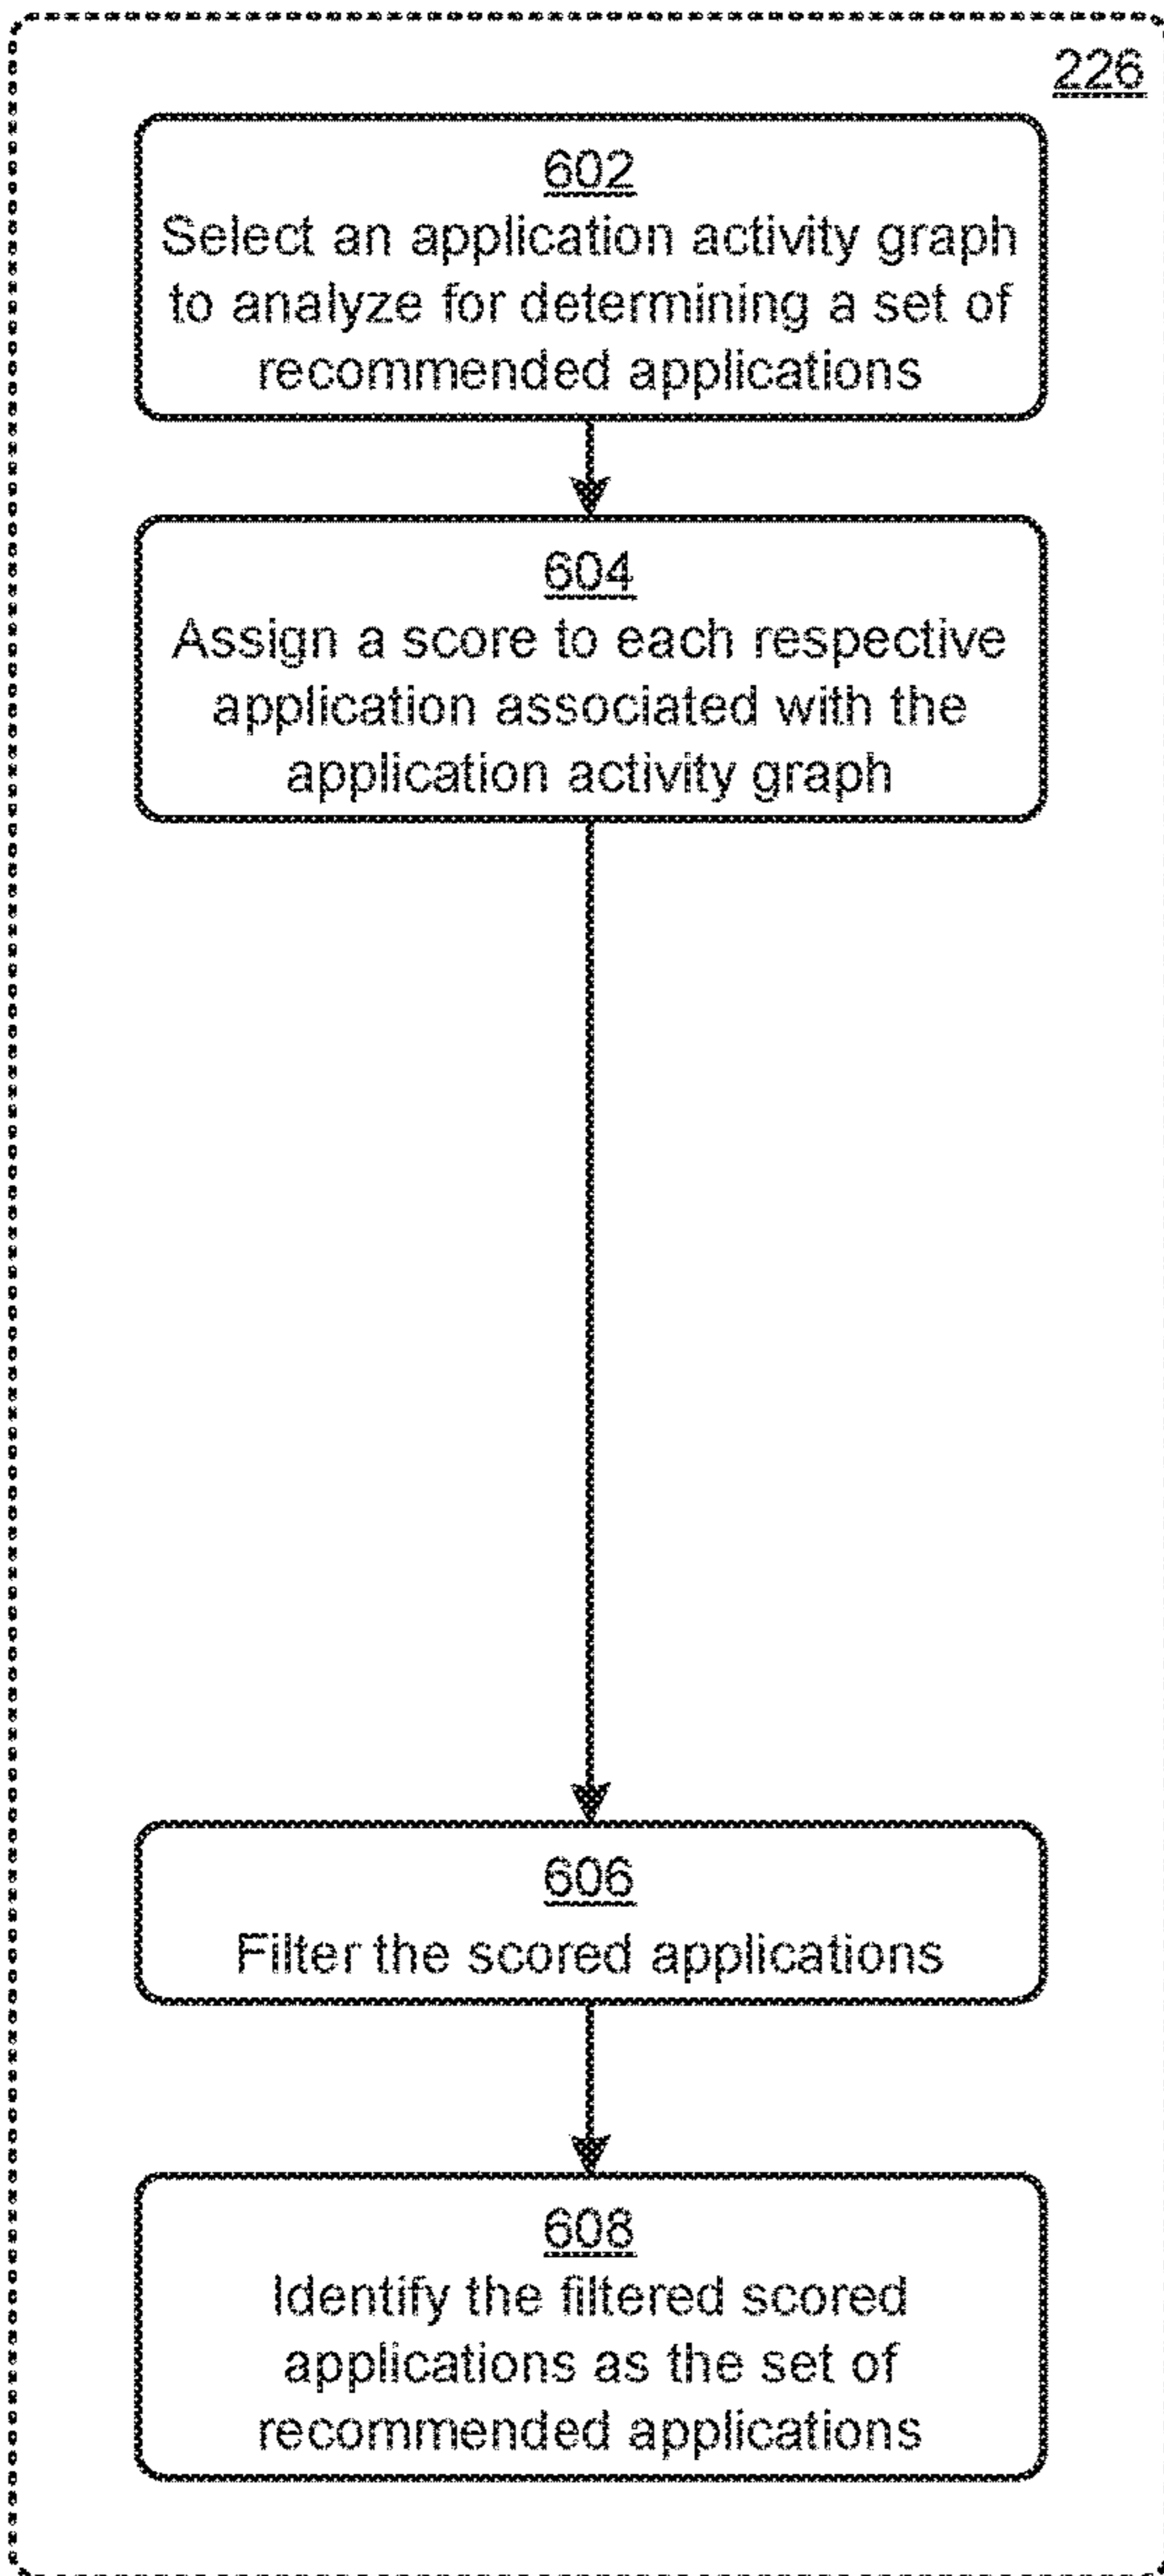 226
602
Select an application activity graph
to analyze for determining a set of
recommended applications
604
Assign a score to each respective
application associated with the
application activity graph
606
Filter the scored applications
608
Identify the filtered scored
applications as the set of
recommended applications